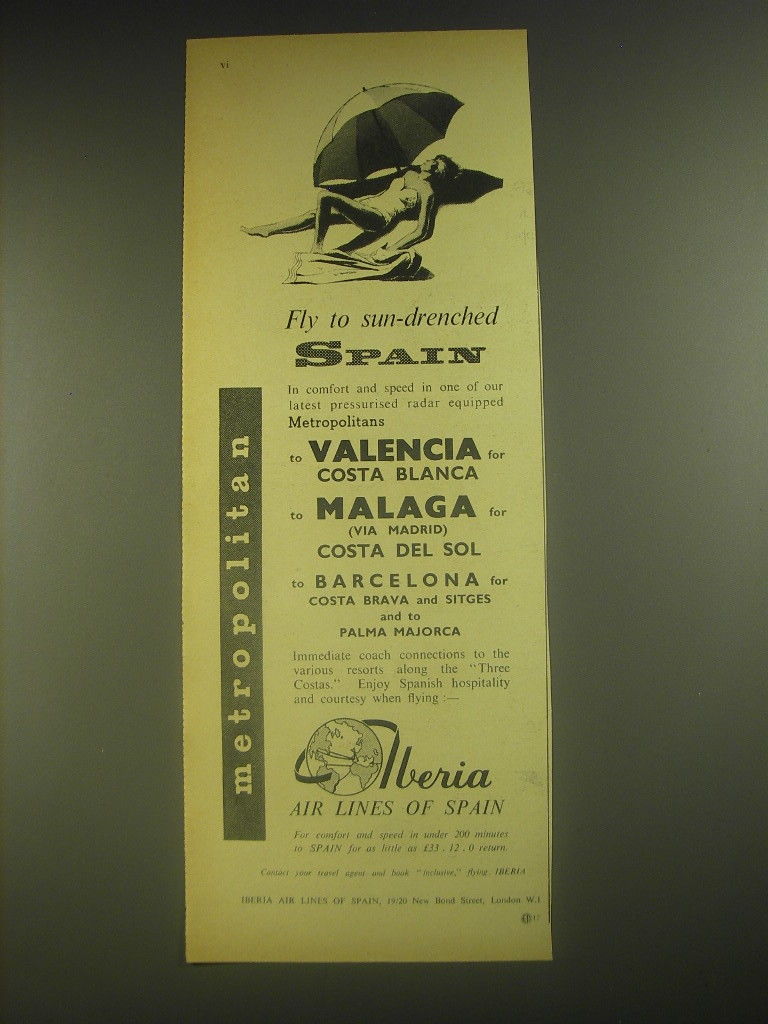 vi
Fly to sun-drenched
SPAIN
In comfort and speed in one of our
latest pressurised radar equipped
Metropolitans
to VALENCIA for
COSTA BLANCA
to MALAGA for
(VIA MADRID)
COSTA DEL SOL
to BARCELONA for
COSTA BRAVA and SITGES
and to
PALMA MAJORCA
Immediate coach connections to the
various resorts along the "Three
Costas." Enjoy Spanish hospitality
and courtesy when flying :—
metropolitan
Iberia
AIR LINES OF SPAIN
For comfort and speed in under 200 minutes
to SPAIN for as little as £33 . 12 . 0 return.
Contact your travel agent and book "inclusive," flying IBERIA
IBERIA AIR LINES OF SPAIN, 19/20 New Bond Street, London W.1